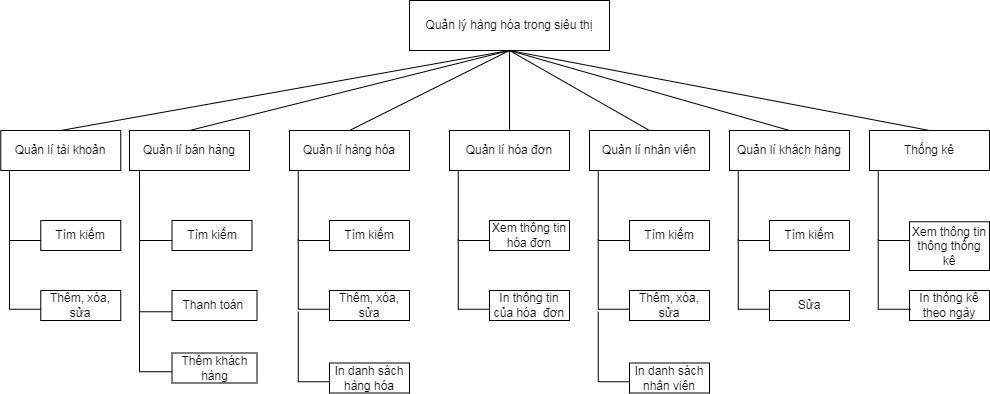 Quản lý hàng hóa trong siêu thị
Quản lí tài khoản
Quản lí bán hàng
Quản lí hàng hóa
Quản lí hóa đơn
Quản lí nhân viên
Quản lí khách hàng
Thống kê
Tìm kiếm
Tìm kiếm
Tìm kiếm
Xem thông tin
hóa đơn
Tìm kiếm
Tìm kiếm
Xem thông tin
thông thống
kê
Thêm, xóa,
sửa
Thanh toán
Thêm, xóa,
sửa
In thông tin
của hóa đơn
Thêm, xóa,
sửa
Sửa
In thống kê
theo ngày
Thêm khách
hàng
In danh sách
hàng hóa
In danh sách
nhân viên